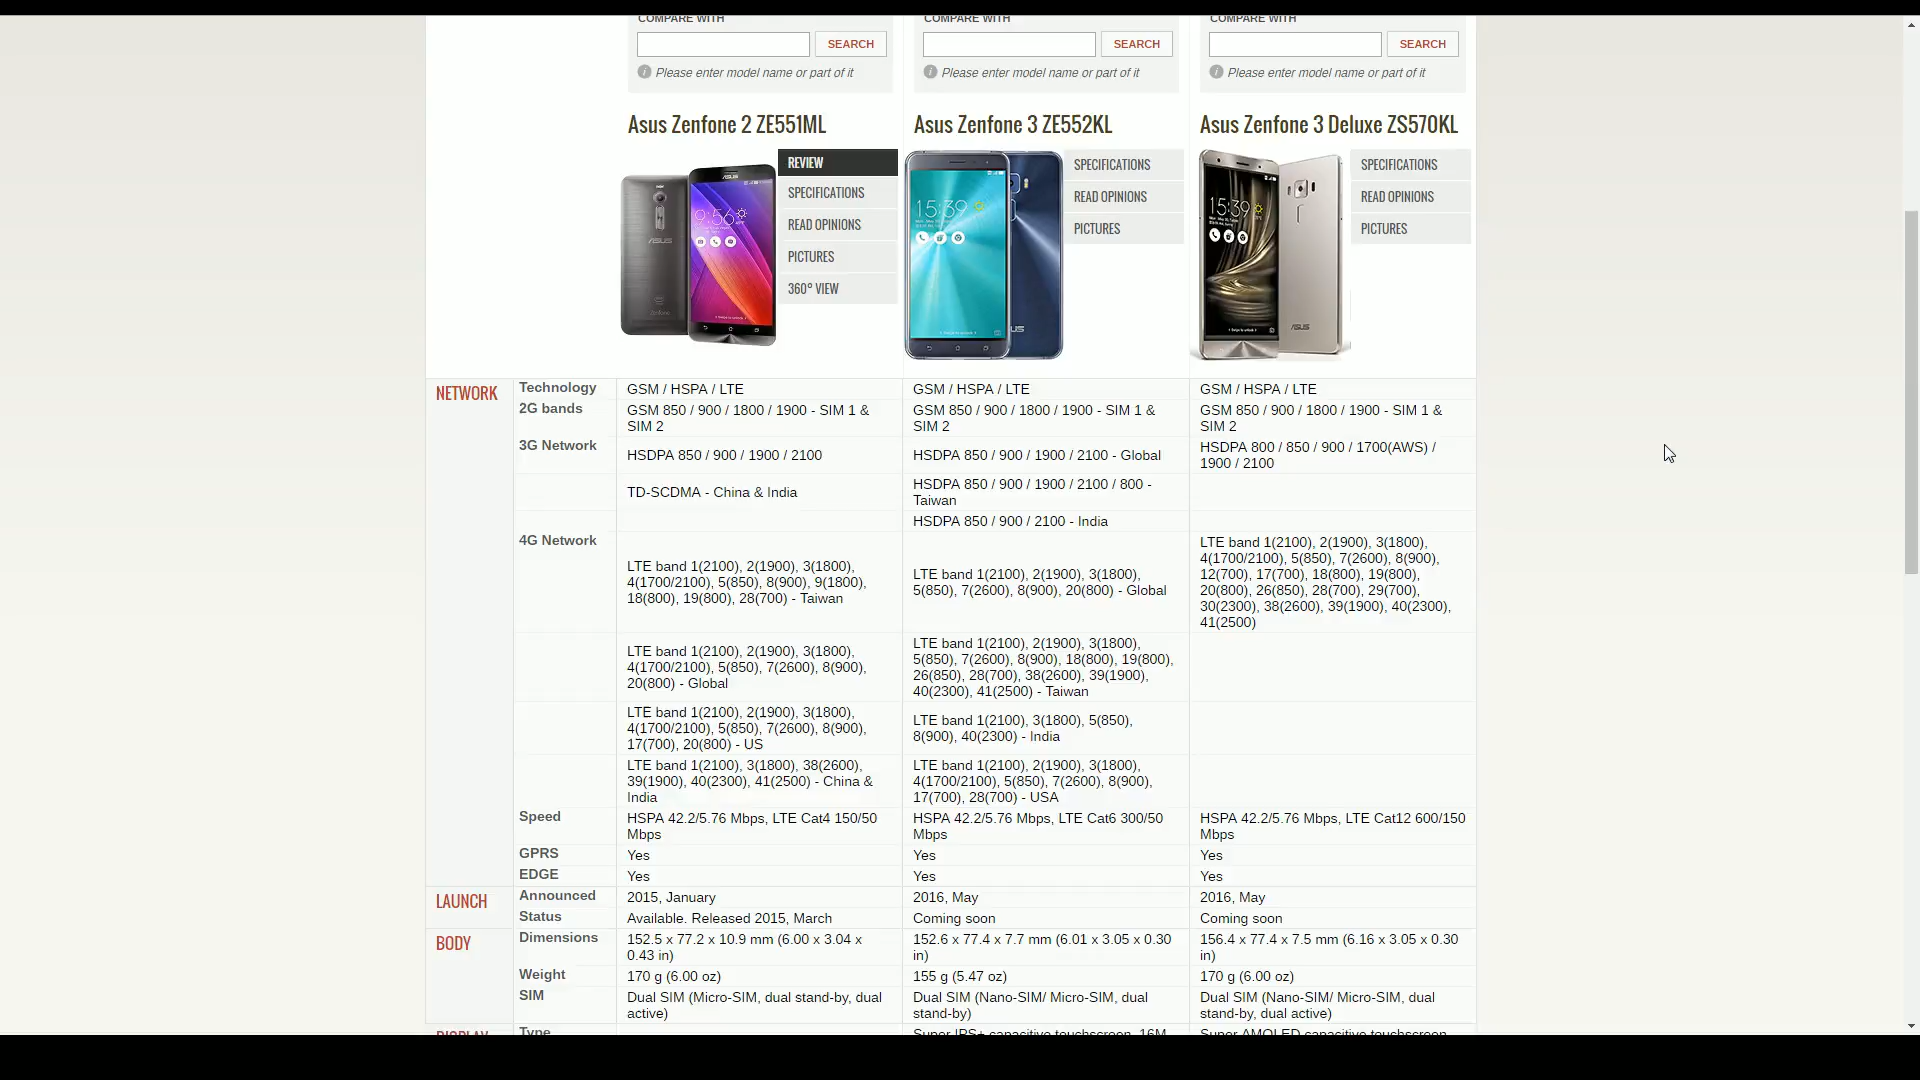 COMPARE WITH
COMPARE WITH
COMPARE WITH
SEARCH
SEARCH
SEARCH
Please enter model name or part of it
Please enter model name or part of it
Please enter model name or part of it
Asus Zenfone 2 ZE551ML
Asus Zenfone 3 ZE552KL
Asus Zenfone 3 Deluxe ZS570KL
REVIEW
SPECIFICATIONS
READ OPINIONS
PICTURES
360° VIEW
SPECIFICATIONS
READ OPINIONS
PICTURES
SPECIFICATIONS
READ OPINIONS
PICTURES
9:56
ASUS
ASUS
15:39
15:39
ASUS
NETWORK
Technology
GSM / HSPA / LTE
GSM / HSPA / LTE
GSM / HSPA / LTE
2G bands
GSM 850 / 900 / 1800 / 1900 - SIM 1 &
SIM 2
GSM 850 / 900 / 1800 / 1900 - SIM 1 &
SIM 2
GSM 850 / 900 / 1800 / 1900 - SIM 1 &
SIM 2
3G Network
HSDPA 850 / 900 / 1900 / 2100
HSDPA 850 / 900 / 1900 / 2100 - Global
HSDPA 800 / 850 / 900 / 1700(AWS) /
1900 / 2100
TD-SCDMA - China & India
HSDPA 850 / 900 / 1900 / 2100 / 800 -
Taiwan
HSDPA 850 / 900 / 2100 - India
4G Network
LTE band 1(2100), 2(1900), 3(1800),
4(1700/2100), 5(850), 8(900), 9(1800),
18(800), 19(800), 28(700) - Taiwan
LTE band 1(2100), 2(1900), 3(1800),
5(850), 7(2600), 8(900), 20(800) - Global
LTE band 1(2100), 2(1900), 3(1800),
4(1700/2100), 5(850), 7(2600), 8(900),
12(700), 17(700), 18(800), 19(800),
20(800), 26(850), 28(700), 29(700),
30(2300), 38(2600), 39(1900), 40(2300),
41(2500)
LTE band 1(2100), 2(1900), 3(1800),
4(1700/2100), 5(850), 7(2600), 8(900),
20(800) - Global
LTE band 1(2100), 2(1900), 3(1800),
5(850), 7(2600), 8(900), 18(800), 19(800),
26(850), 28(700), 38(2600), 39(1900),
40(2300), 41(2500) - Taiwan
LTE band 1(2100), 2(1900), 3(1800),
4(1700/2100), 5(850), 7(2600), 8(900),
17(700), 20(800) - US
LTE band 1(2100), 3(1800), 5(850),
8(900), 40(2300) - India
LTE band 1(2100), 3(1800), 38(2600),
39(1900), 40(2300), 41(2500) - China &
India
LTE band 1(2100), 2(1900), 3(1800),
4(1700/2100), 5(850), 7(2600), 8(900),
17(700), 28(700) - USA
Speed
HSPA 42.2/5.76 Mbps, LTE Cat4 150/50
Mbps
HSPA 42.2/5.76 Mbps, LTE Cat6 300/50
Mbps
HSPA 42.2/5.76 Mbps, LTE Cat12 600/150
Mbps
GPRS
Yes
Yes
Yes
EDGE
Yes
Yes
Yes
LAUNCH
Announced
2015, January
2016, May
2016, May
Status
Available. Released 2015, March
Coming soon
Coming soon
BODY
Dimensions
152.5 x 77.2 x 10.9 mm (6.00 x 3.04 x
0.43 in)
152.6 x 77.4 x 7.7 mm (6.01 x 3.05 x 0.30
in)
156.4 x 77.4 x 7.5 mm (6.16 x 3.05 x 0.30
in)
Weight
170 g (6.00 oz)
155 g (5.47 oz)
170 g (6.00 oz)
SIM
Dual SIM (Micro-SIM, dual stand-by, dual
active)
Dual SIM (Nano-SIM/ Micro-SIM, dual
stand-by)
Dual SIM (Nano-SIM/ Micro-SIM, dual
stand-by, dual active)
DISPLAY
Type
Super IPS+ capacitive touchscreen, 16M
Super AMOLED capacitive touchscreen,